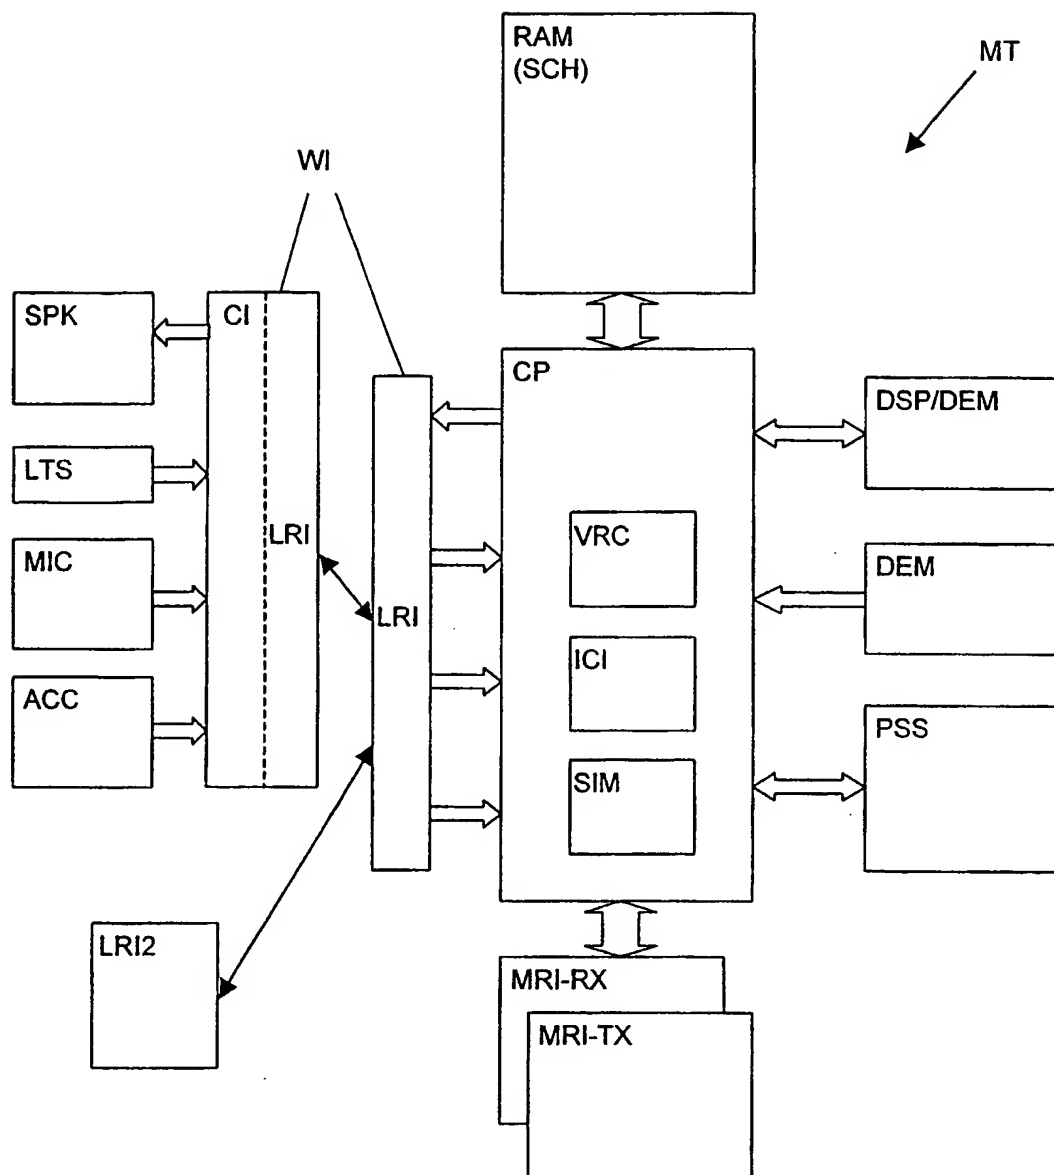 RAM
(SCH)
MT
WI
SPK
CI
CP
DSP/DEM
LTS
LRI
VRC
MIC
DEM
LRI
ICI
ACC
PSS
SIM
LRI2
MRI-RX
MRI-TX